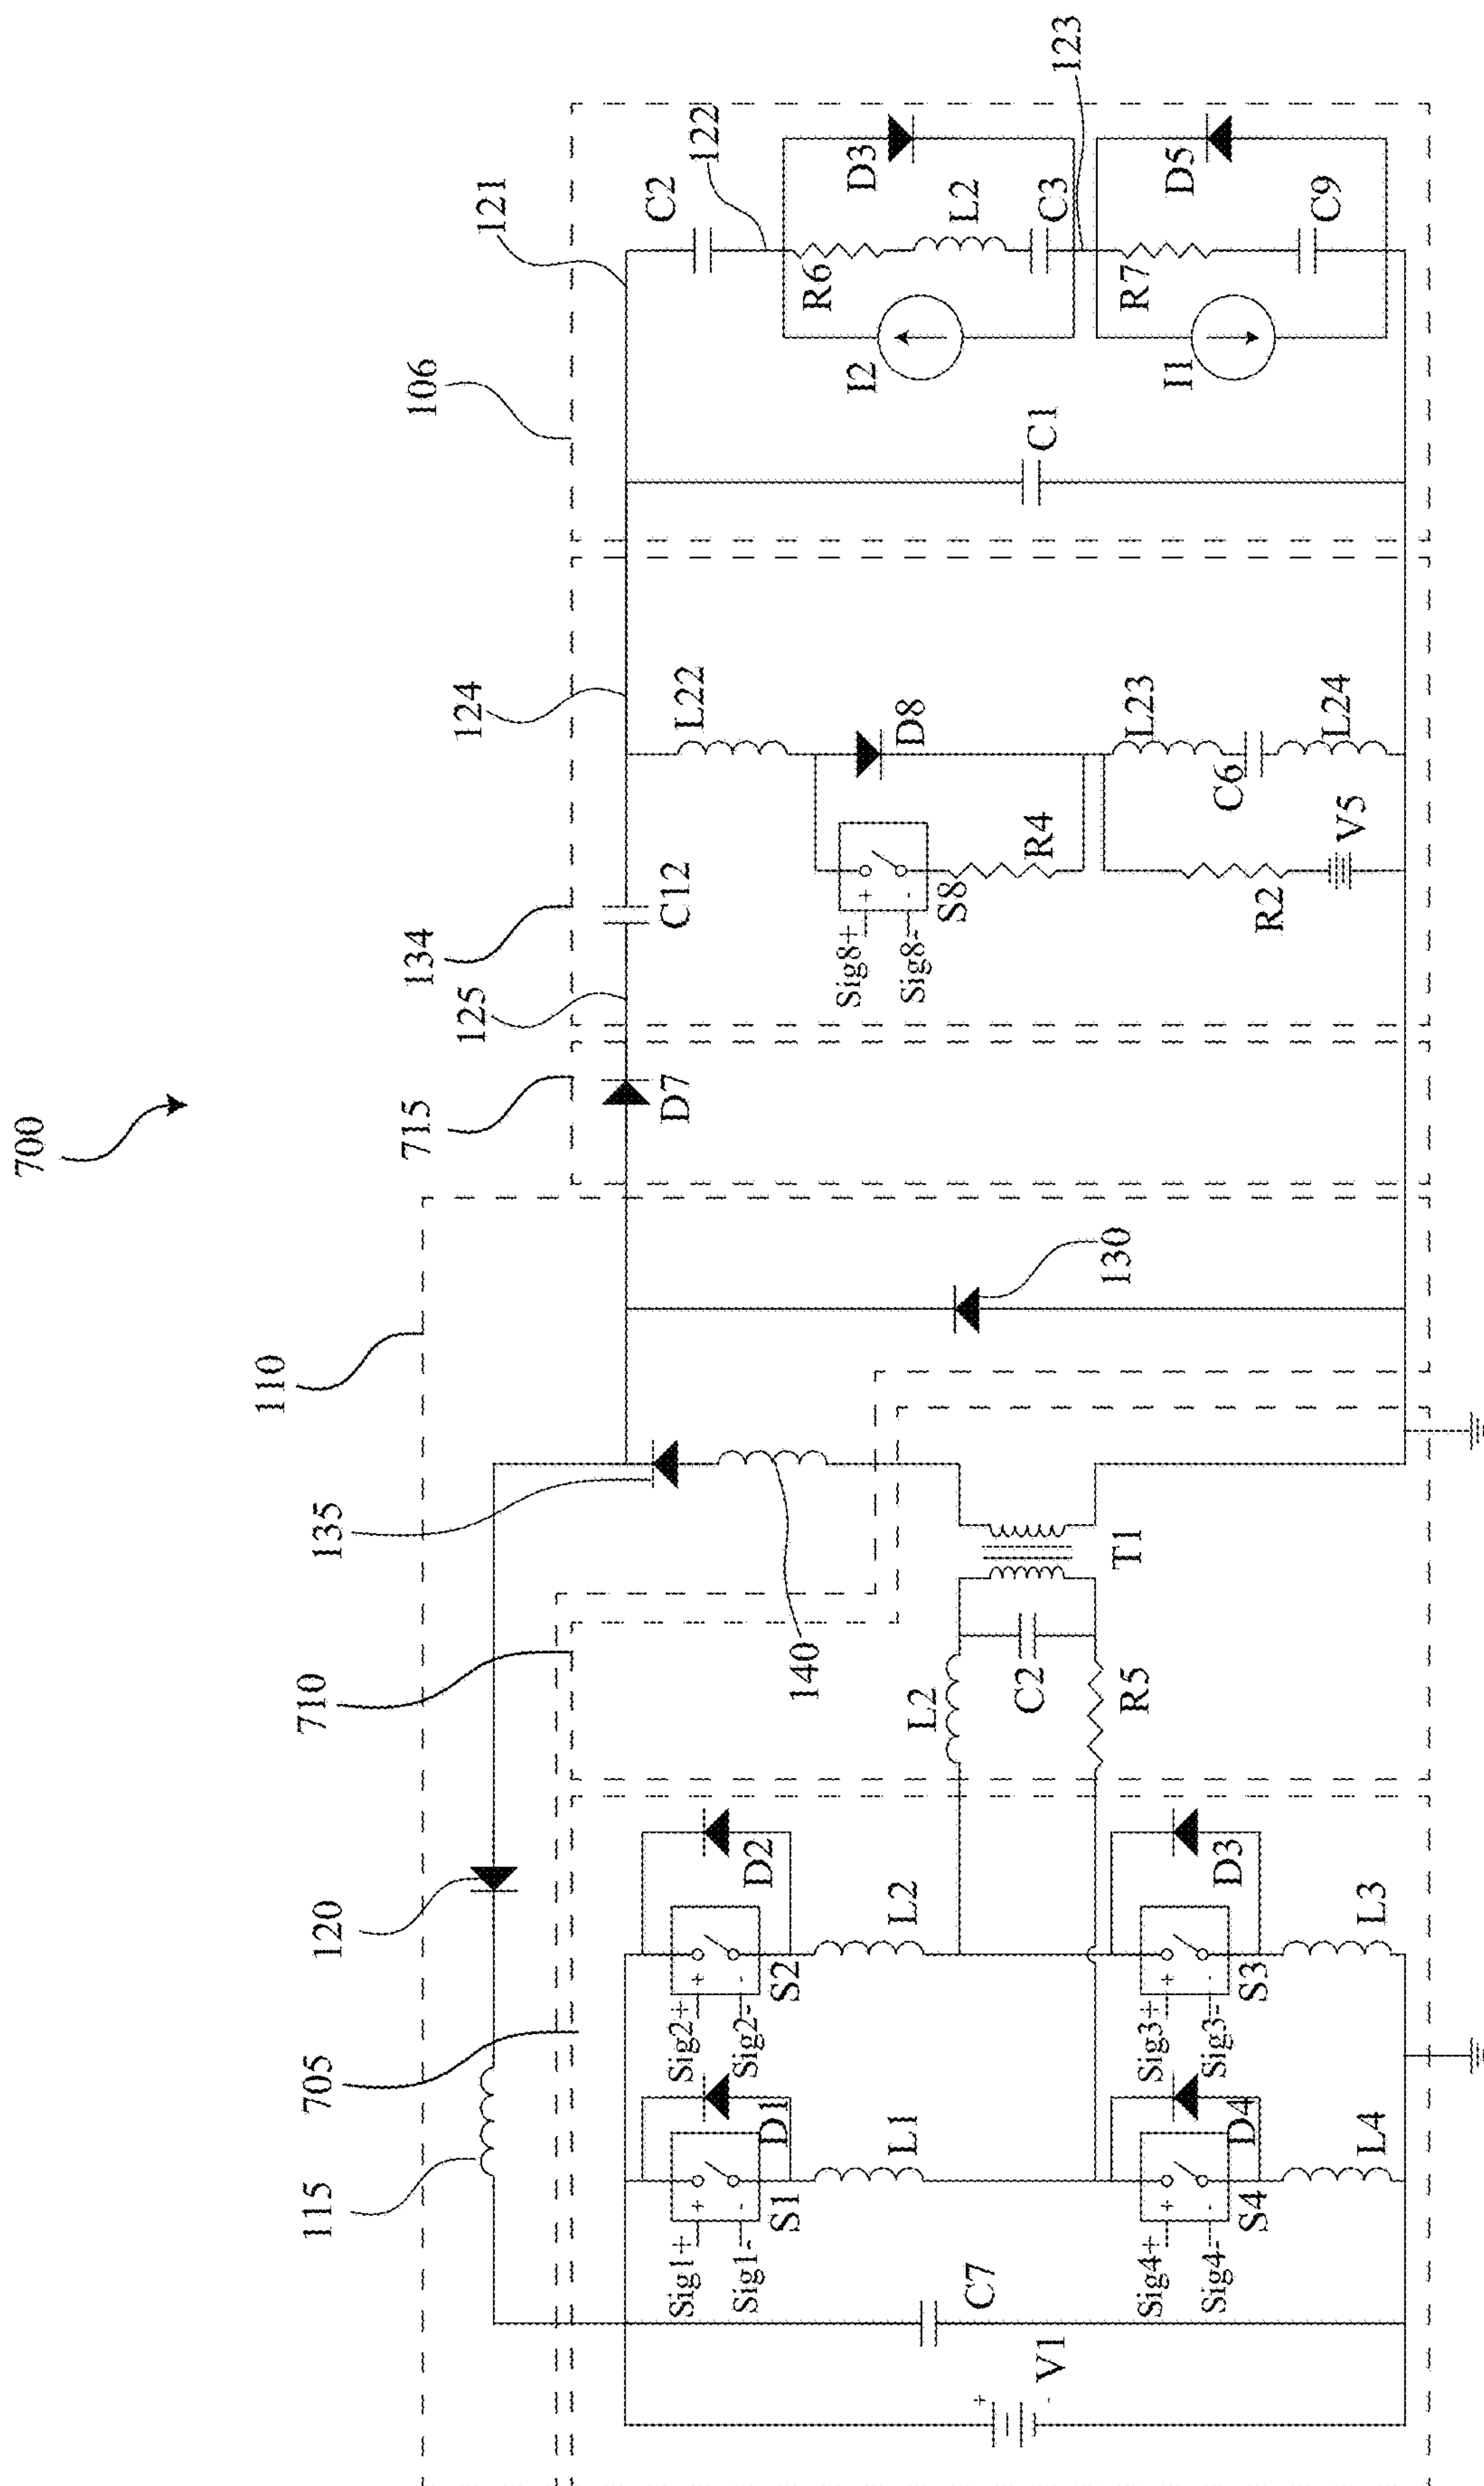 700
110
115
120
705
710
135
140
130
715
125
134
124
106
121
122
123
V1
C7
Sig1+
Sig1-
S1
D1
L1
Sig2+
Sig2-
S2
D2
L2
Sig4+
Sig4-
S4
D4
L4
Sig3+
Sig3-
S3
D3
L3
L2
C2
R5
T1
D7
C12
L22
Sig8+
Sig8-
S8
D8
R4
R2
V5
L23
C6
L24
C1
C2
I2
R6
L2
C3
D3
I1
R7
C9
D5